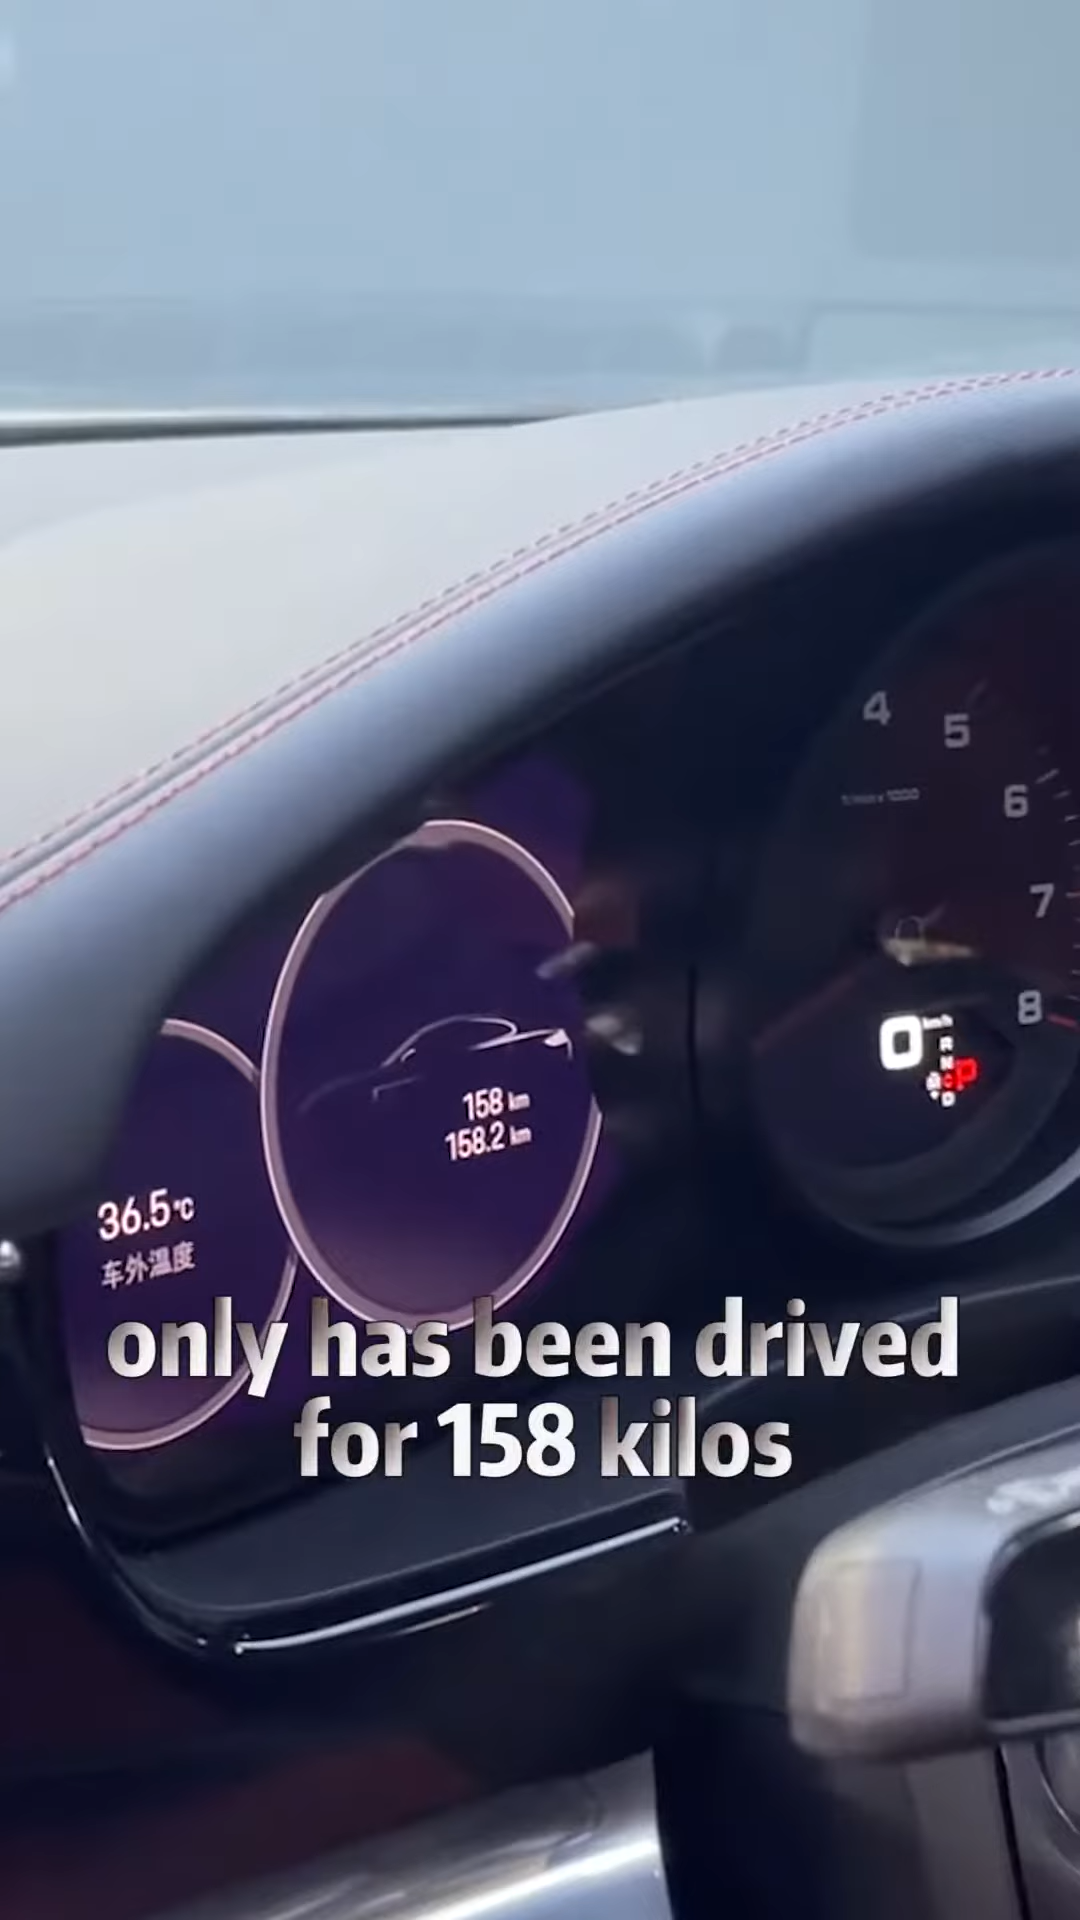 4
5
6
7
8
0 km/h
R
N
P
D
158 km
158.2 km
36.5 °C
车外温度
only has been drived
for 158 kilos